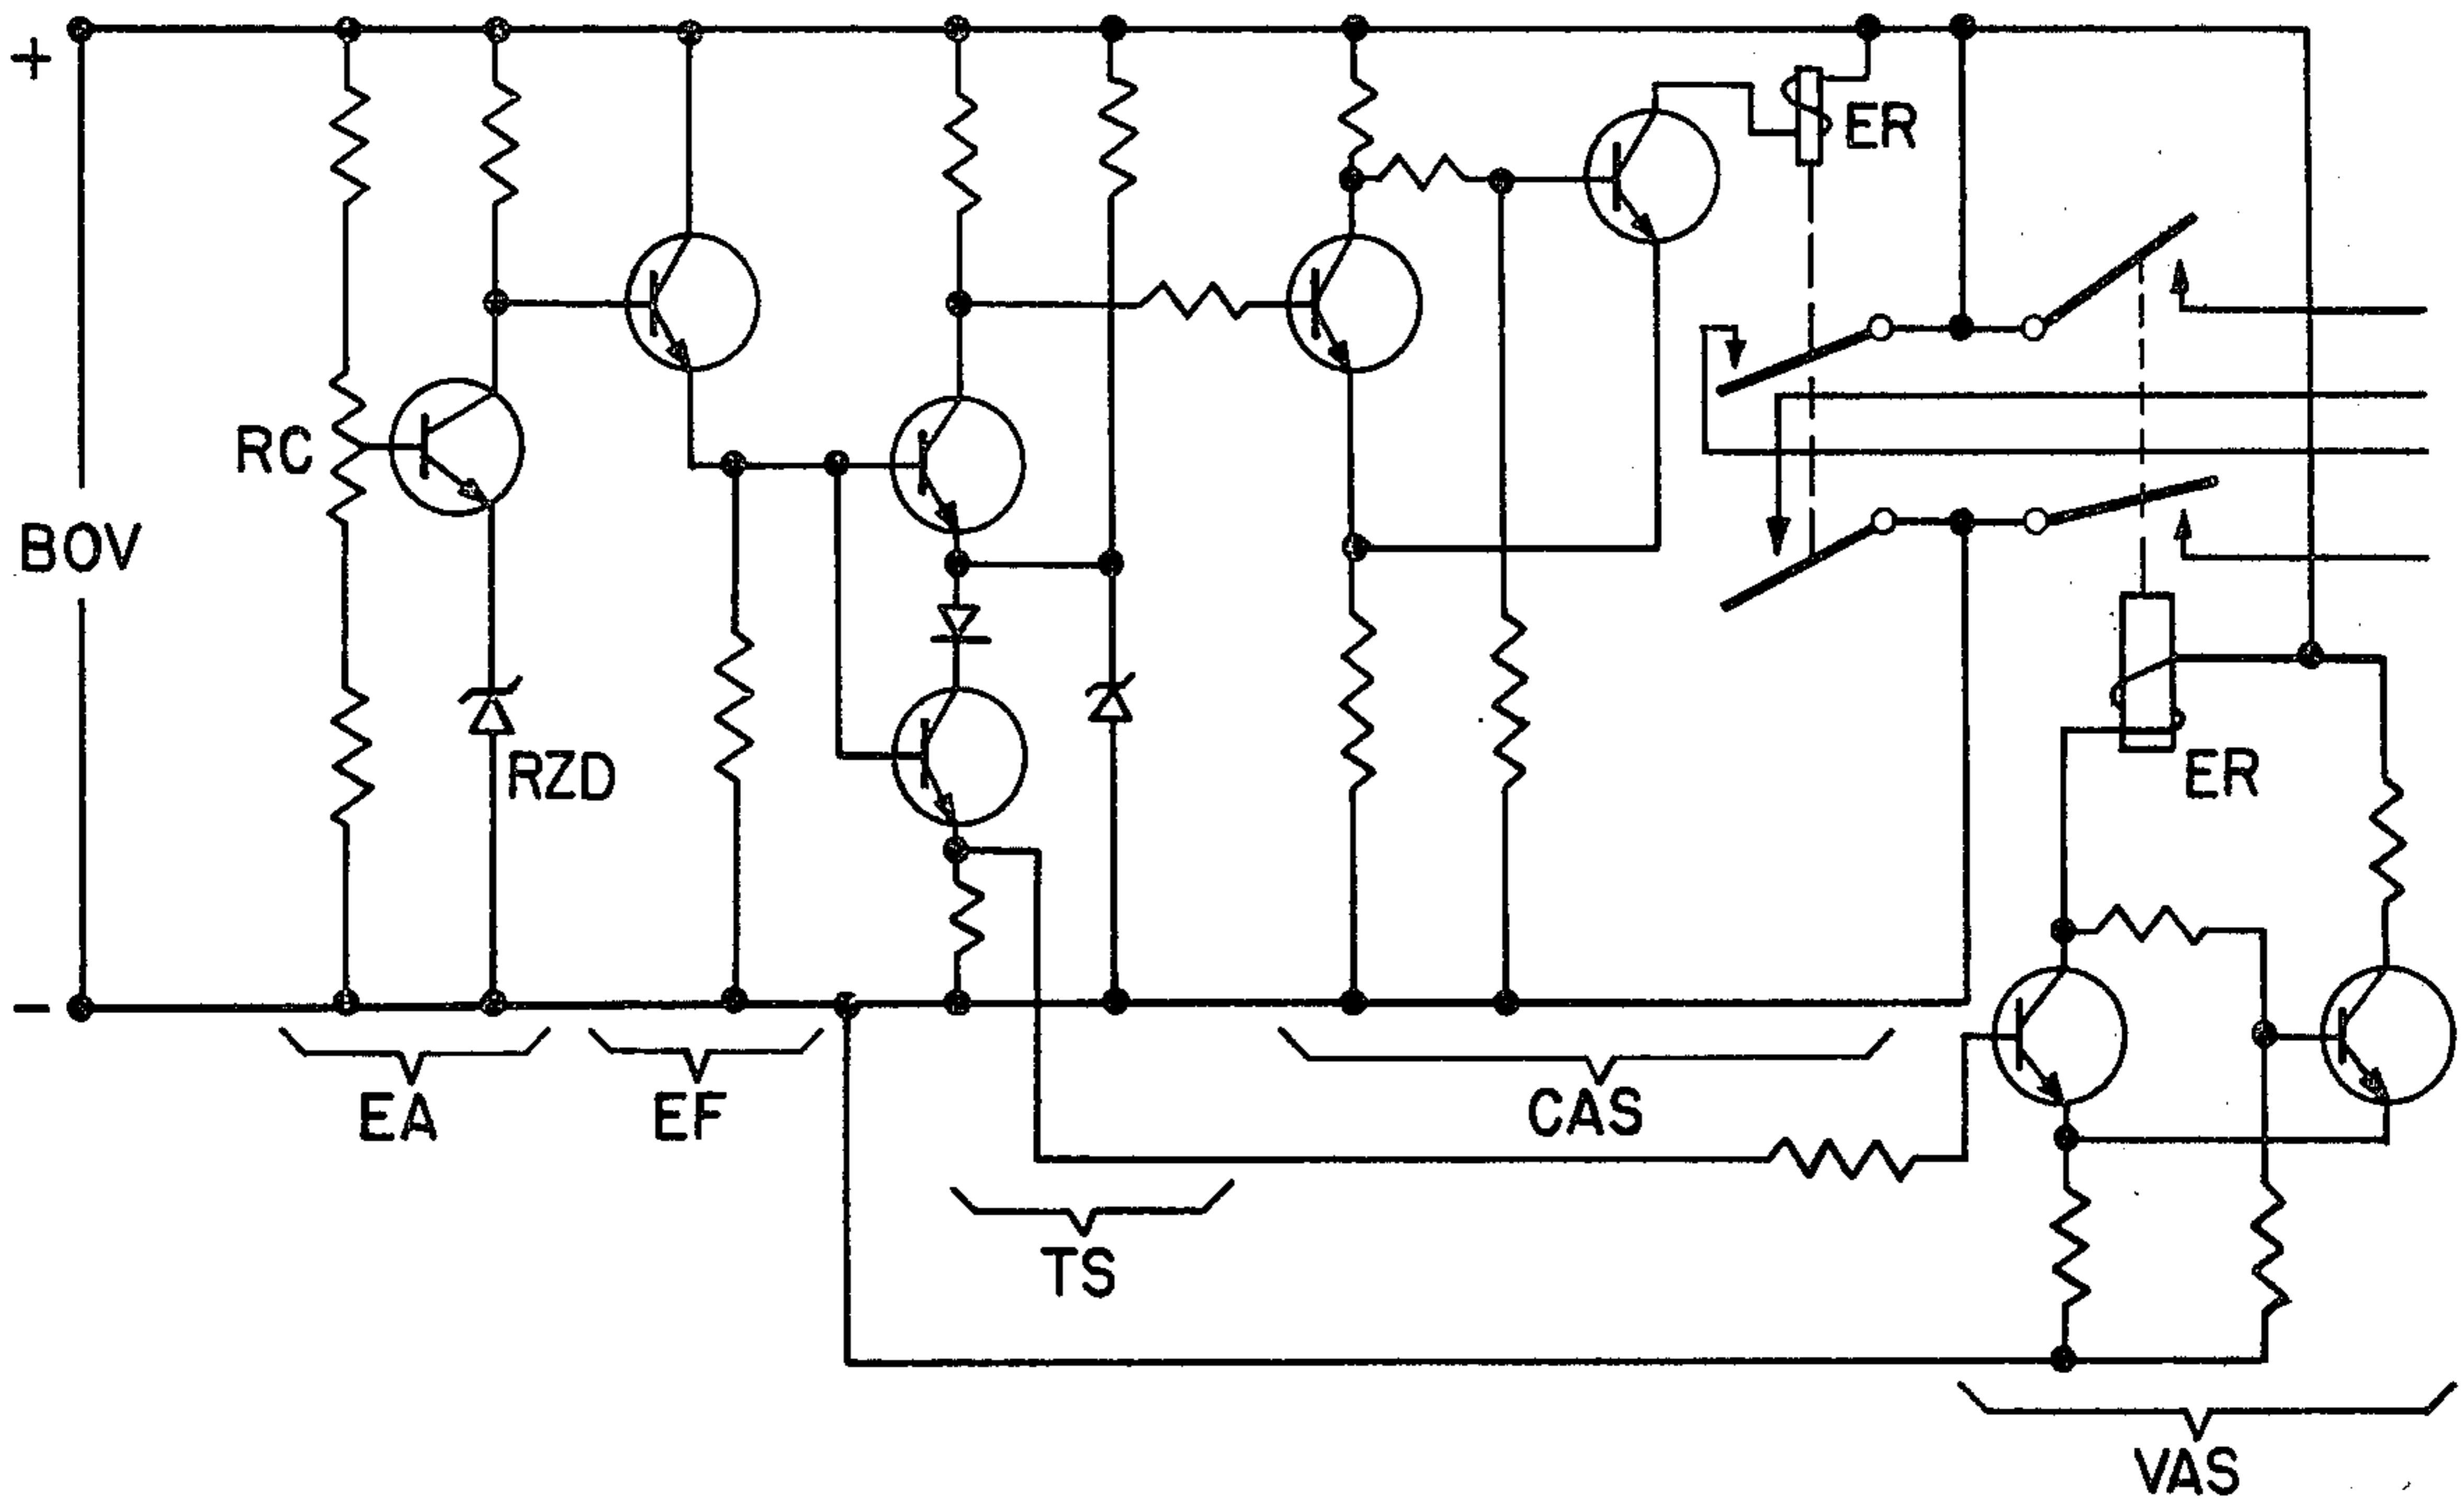 +
ER
RC
BOV
RZD
ER
−
EA
EF
CAS
TS
VAS